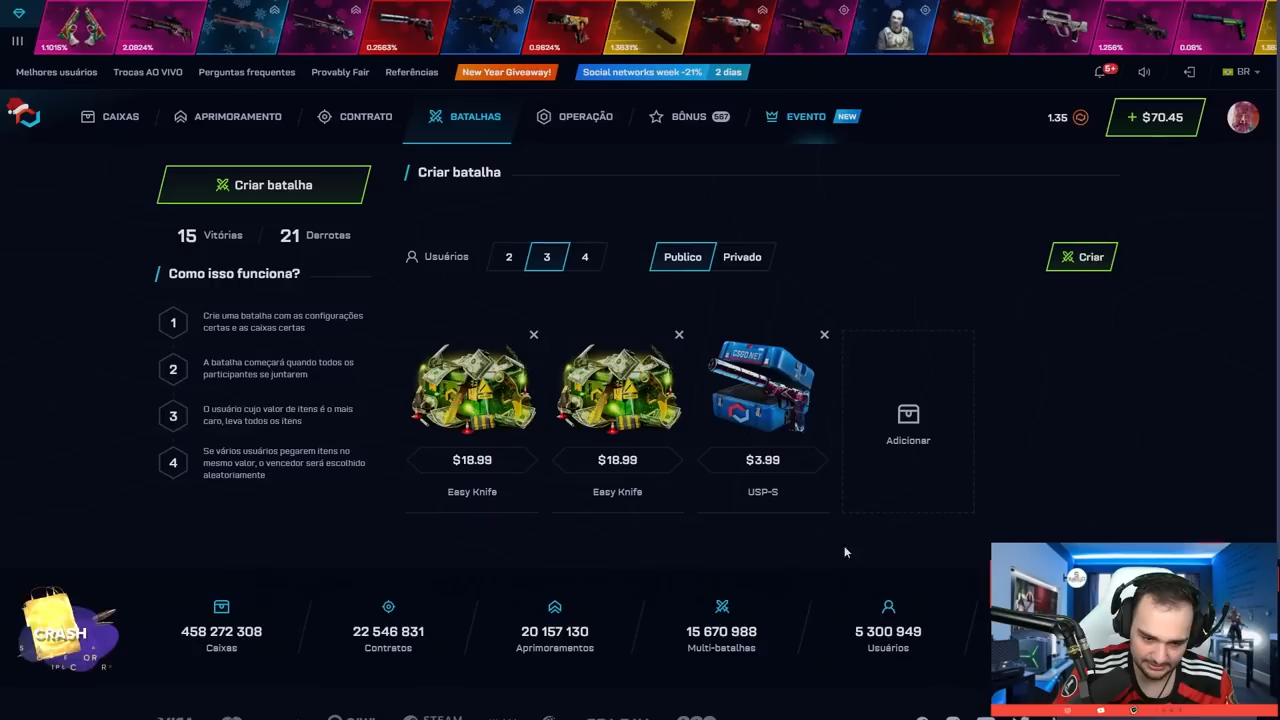 1.1015%
2.0824%
0.2563%
0.9624%
1.3631%
1.256%
0.08%
Melhores usuários
Trocas AO VIVO
Perguntas frequentes
Provably Fair
Referências
New Year Giveaway!
Social networks week -21%
2 dias
5+
BR
CAIXAS
APRIMORAMENTO
CONTRATO
BATALHAS
OPERAÇÃO
BÔNUS
567
EVENTO
NEW
1.35
+ $70.45
Criar batalha
15 Vitórias
21 Derrotas
Como isso funciona?
1
Crie uma batalha com as configurações
certas e as caixas certas
2
A batalha começará quando todos os
participantes se juntarem
3
O usuário cujo valor de itens é o mais
caro, leva todos os itens
4
Se vários usuários pegarem itens no
mesmo valor, o vencedor será escolhido
aleatoriamente
Criar batalha
Usuários
2
3
4
Publico
Privado
Criar
CSGO.NET
$18.99
Easy Knife
$18.99
Easy Knife
$3.99
USP-S
Adicionar
CRASH
458 272 308
Caixas
22 546 831
Contratos
20 157 130
Aprimoramentos
15 670 988
Multi-batalhas
5 300 949
Usuários